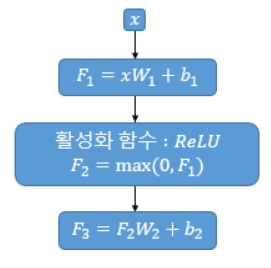 x
F₁ = xW₁ + b₁
활성화 함수 : ReLU
F₂ = max(0, F₁)
F₃ = F₂W₂ + b₂